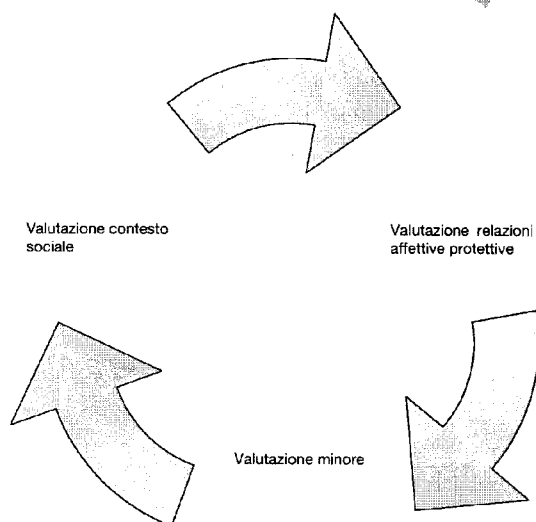 Valutazione contesto
sociale
Valutazione relazioni
affettive protettive
Valutazione minore